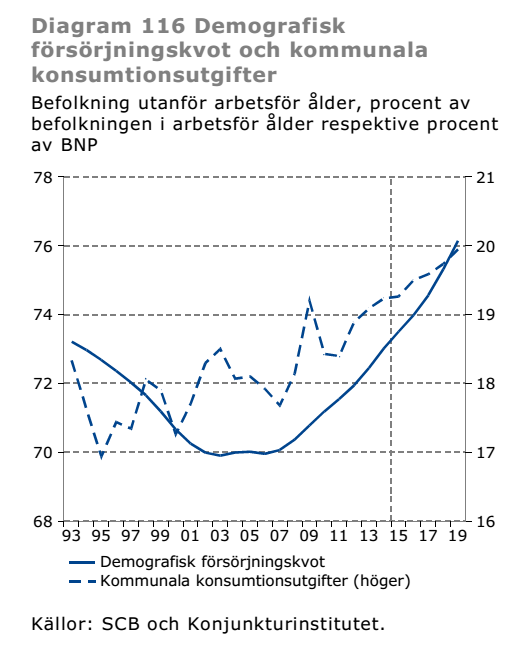 Diagram 116 Demografisk
försörjningskvot och kommunala
konsumtionsutgifter
Befolkning utanför arbetsför ålder, procent av
befolkningen i arbetsför ålder respektive procent
av BNP
78 21
76 20
74 19
72 18
70 17
68 16
93 95 97 99 01 03 05 07 09 11 13 15 17 19
Demografisk försörjningskvot
Kommunala konsumtionsutgifter (höger)
Källor: SCB och Konjunkturinstitutet.